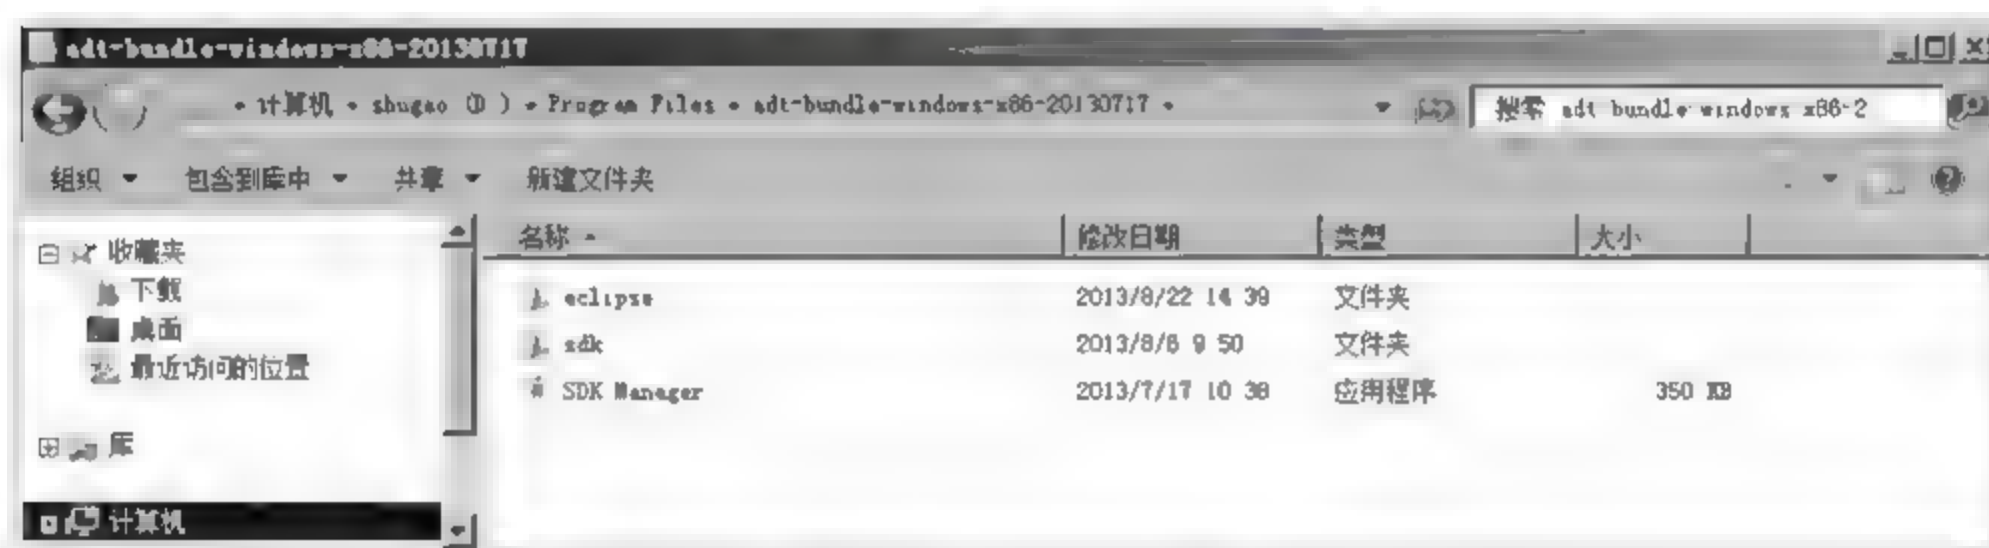 adt-bundle-windows-x86-20130717
计算机 shugao (D ) Program Files adt-bundle-windows-x86-20130717
搜索 adt bundle windows x86-2
组织 包含到库中 共享 新建文件夹
名称 修改日期 类型 大小
收藏夹
下载
桌面
最近访问的位置
库
计算机
eclipse 2013/8/22 14 39 文件夹
sdk 2013/8/6 9 50 文件夹
SDK Manager 2013/7/17 10 38 应用程序 350 KB